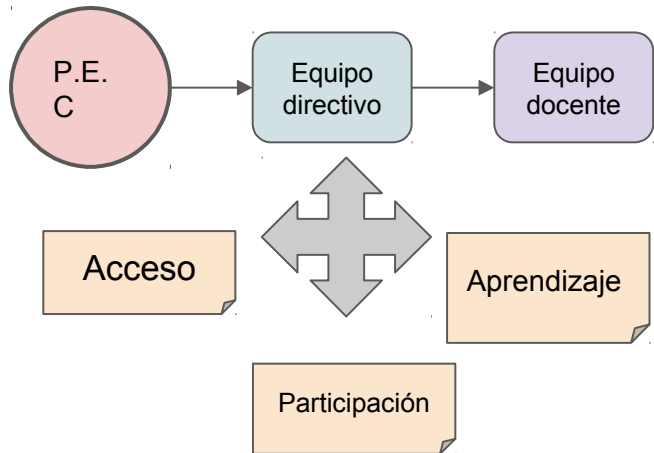 P.E.
C
Equipo
directivo
Equipo
docente
Acceso
Aprendizaje
Participación